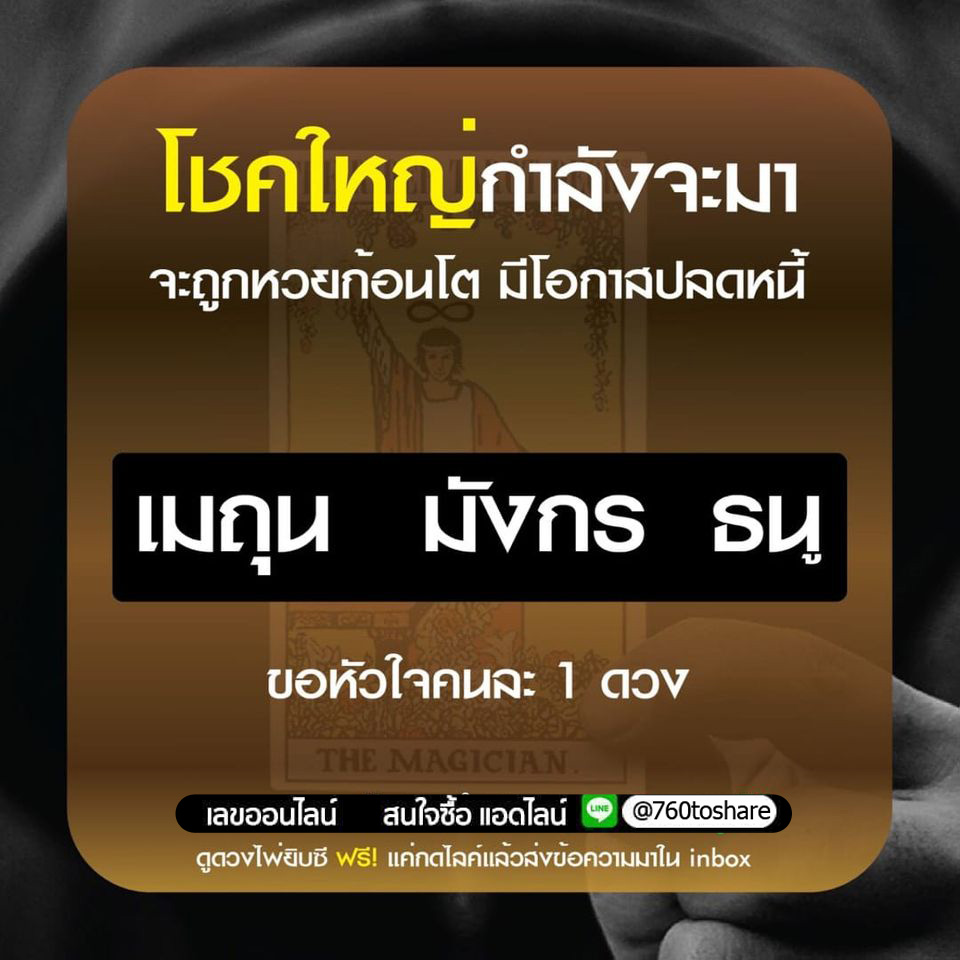 โชคใหญ่กำลังจะมา
จะถูกหวยก้อนโต มีโอกาสปลดหนี้
เมถุน มังกร ธนู
ขอหัวใจคนละ 1 ดวง
THE MAGICIAN.
เลขออนไลน์ สนใจซื้อ แอดไลน์ LINE @760toshare
ดูดวงไพ่ยิบซี ฟรี! แค่กดไลค์แล้วส่งข้อความมาใน inbox